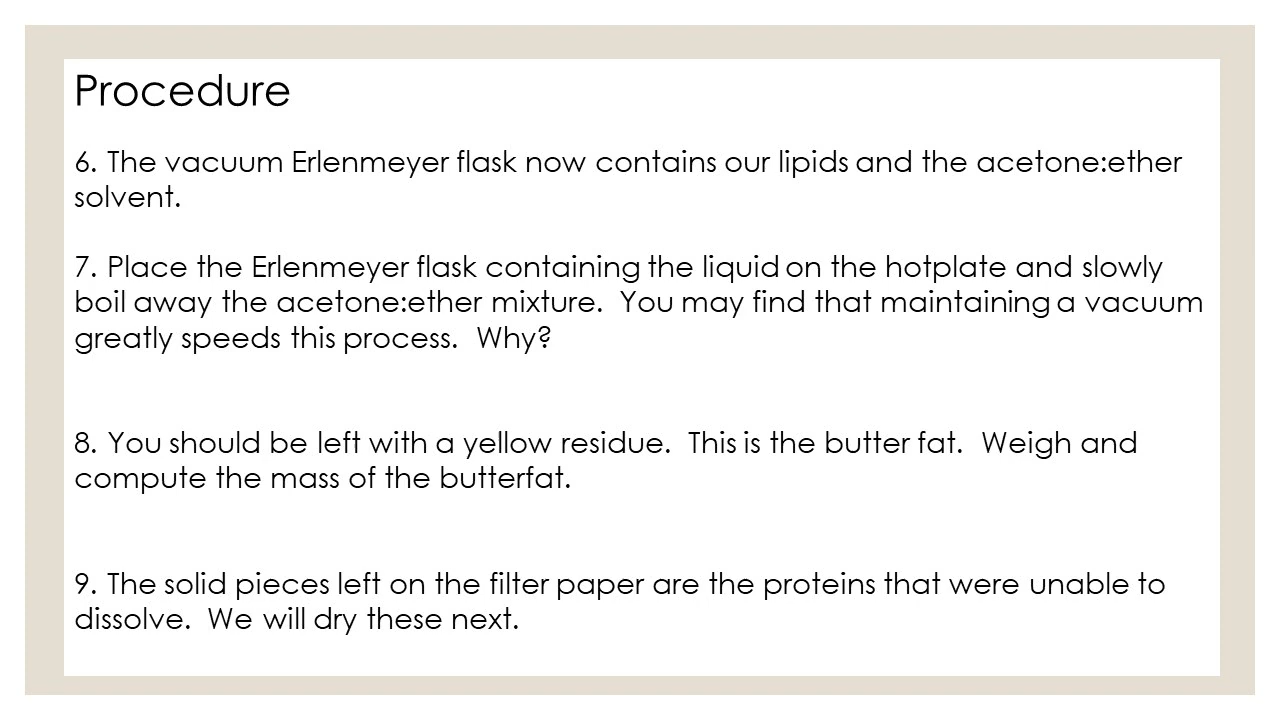 Procedure
6. The vacuum Erlenmeyer flask now contains our lipids and the acetone:ether
solvent.
7. Place the Erlenmeyer flask containing the liquid on the hotplate and slowly
boil away the acetone:ether mixture.  You may find that maintaining a vacuum
greatly speeds this process.  Why?
8. You should be left with a yellow residue.  This is the butter fat.  Weigh and
compute the mass of the butterfat.
9. The solid pieces left on the filter paper are the proteins that were unable to
dissolve.  We will dry these next.